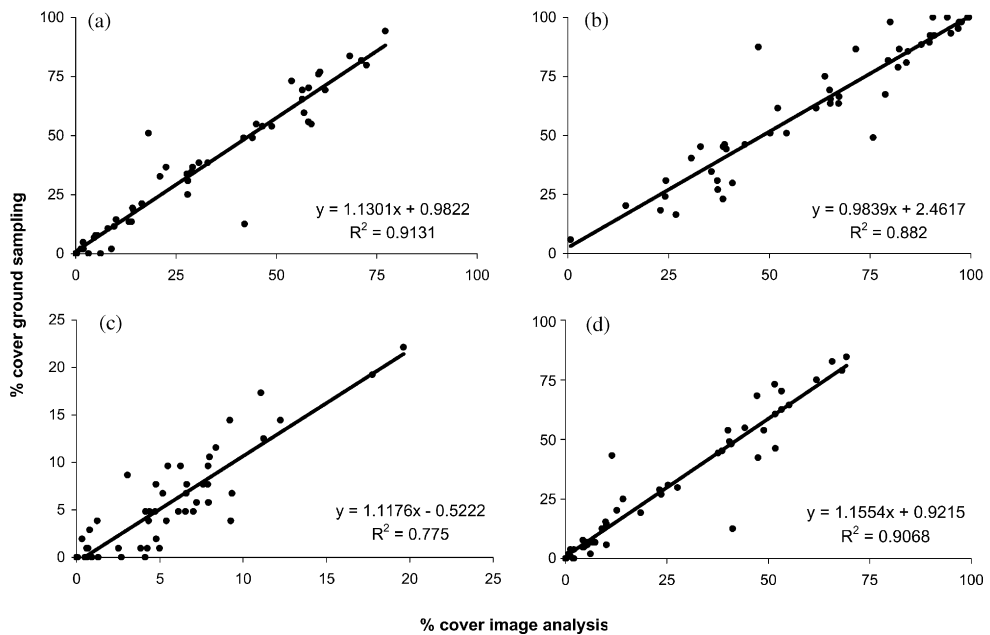 % cover ground sampling
(a)
100
75
50
25
0
y = 1.1301x + 0.9822
R² = 0.9131
0 25 50 75 100
(b)
100
75
50
25
0
y = 0.9839x + 2.4617
R² = 0.882
0 25 50 75 100
(c)
25
20
15
10
5
0
y = 1.1176x - 0.5222
R² = 0.775
0 5 10 15 20 25
(d)
100
75
50
25
0
y = 1.1554x + 0.9215
R² = 0.9068
0 25 50 75 100
% cover image analysis